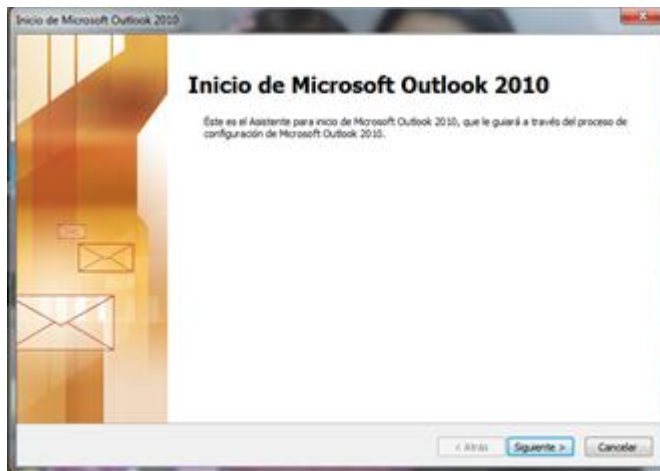 Inicio de Microsoft Outlook 2010
Inicio de Microsoft Outlook 2010
Éste es el Asistente para inicio de Microsoft Outlook 2010, que le guiará a través del proceso de
configuración de Microsoft Outlook 2010.
< Atrás Siguiente > Cancelar